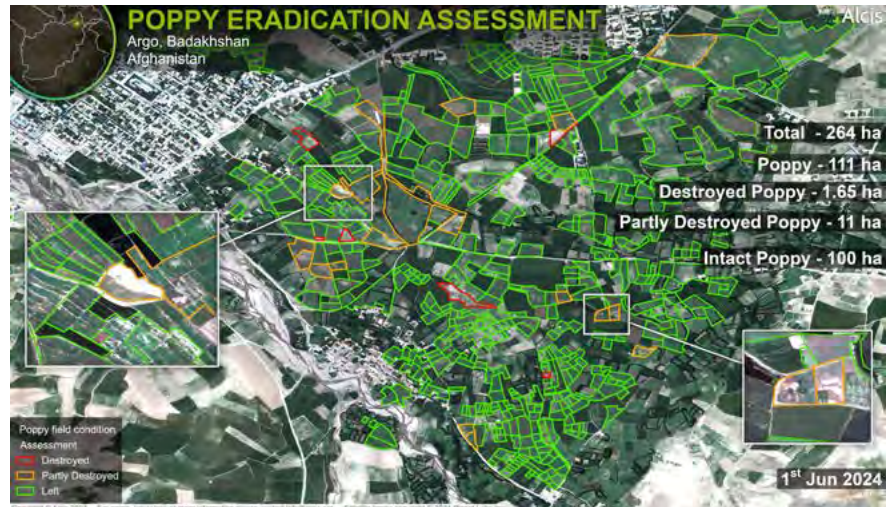 POPPY ERADICATION ASSESSMENT
Argo, Badakhshan
Afghanistan
Alcis
Total - 264 ha
Poppy - 111 ha
Destroyed Poppy - 1.65 ha
Partly Destroyed Poppy - 11 ha
Intact Poppy - 100 ha
Poppy field condition
Assessment
Destroyed
Partly Destroyed
Left
1st Jun 2024